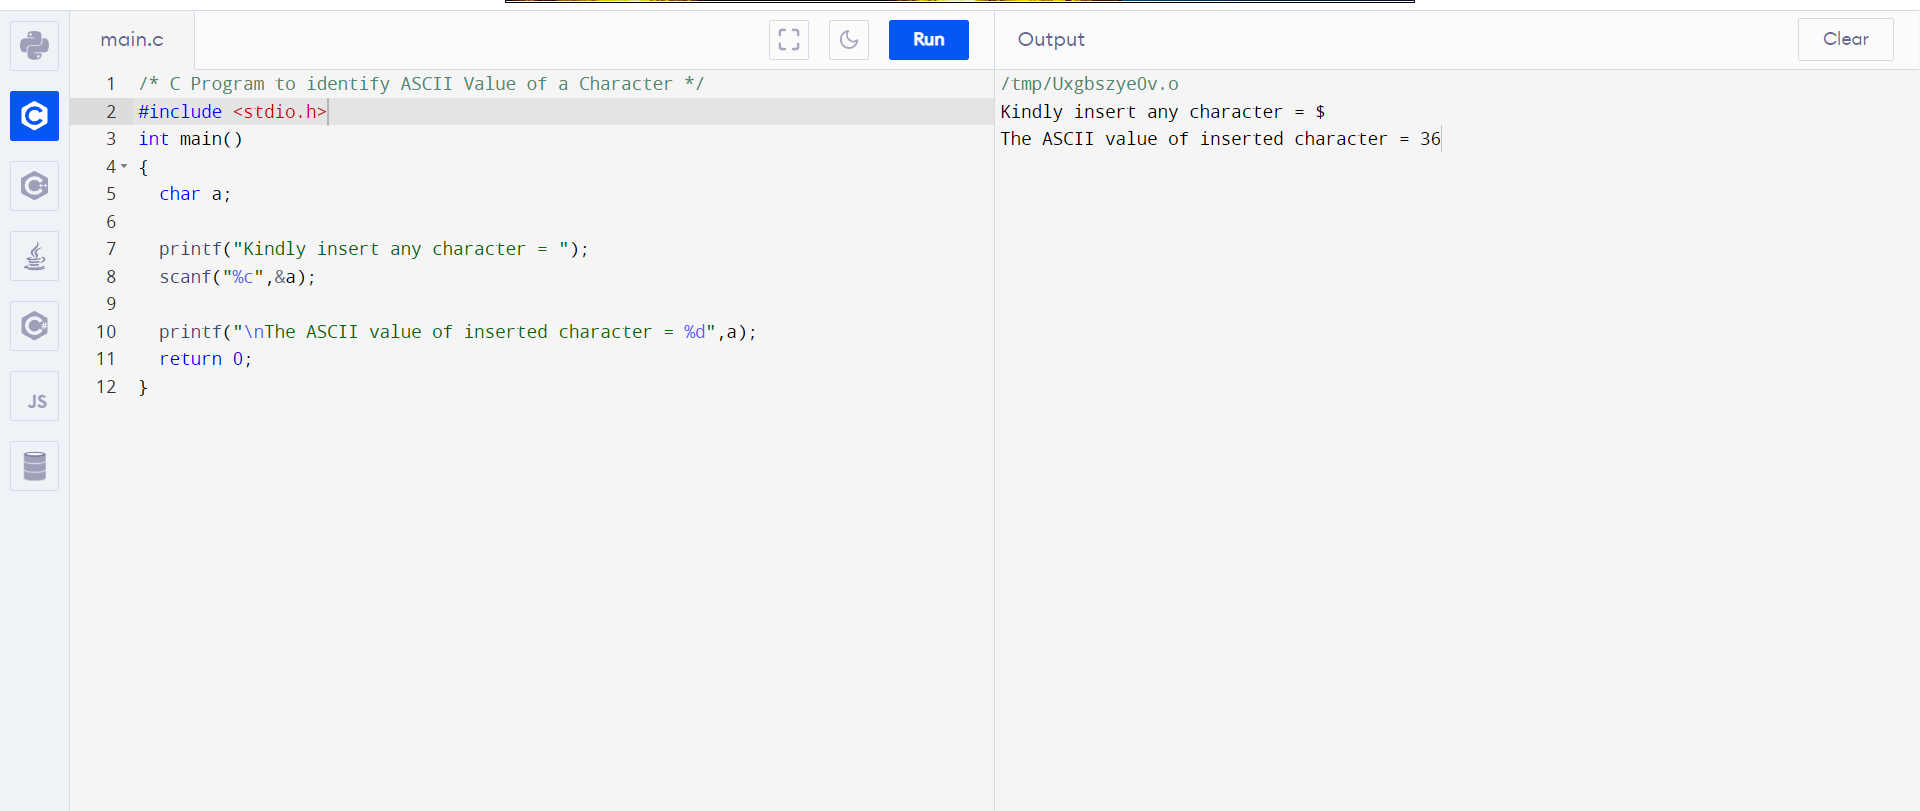 main.c
Run
Output
Clear
1 /* C Program to identify ASCII Value of a Character */
2 #include <stdio.h>
3 int main()
4 {
5   char a;
6
7   printf("Kindly insert any character = ");
8   scanf("%c",&a);
9
10   printf("\nThe ASCII value of inserted character = %d",a);
11   return 0;
12 }
/tmp/Uxgbszye0v.o
Kindly insert any character = $
The ASCII value of inserted character = 36
C
C++
C#
JS